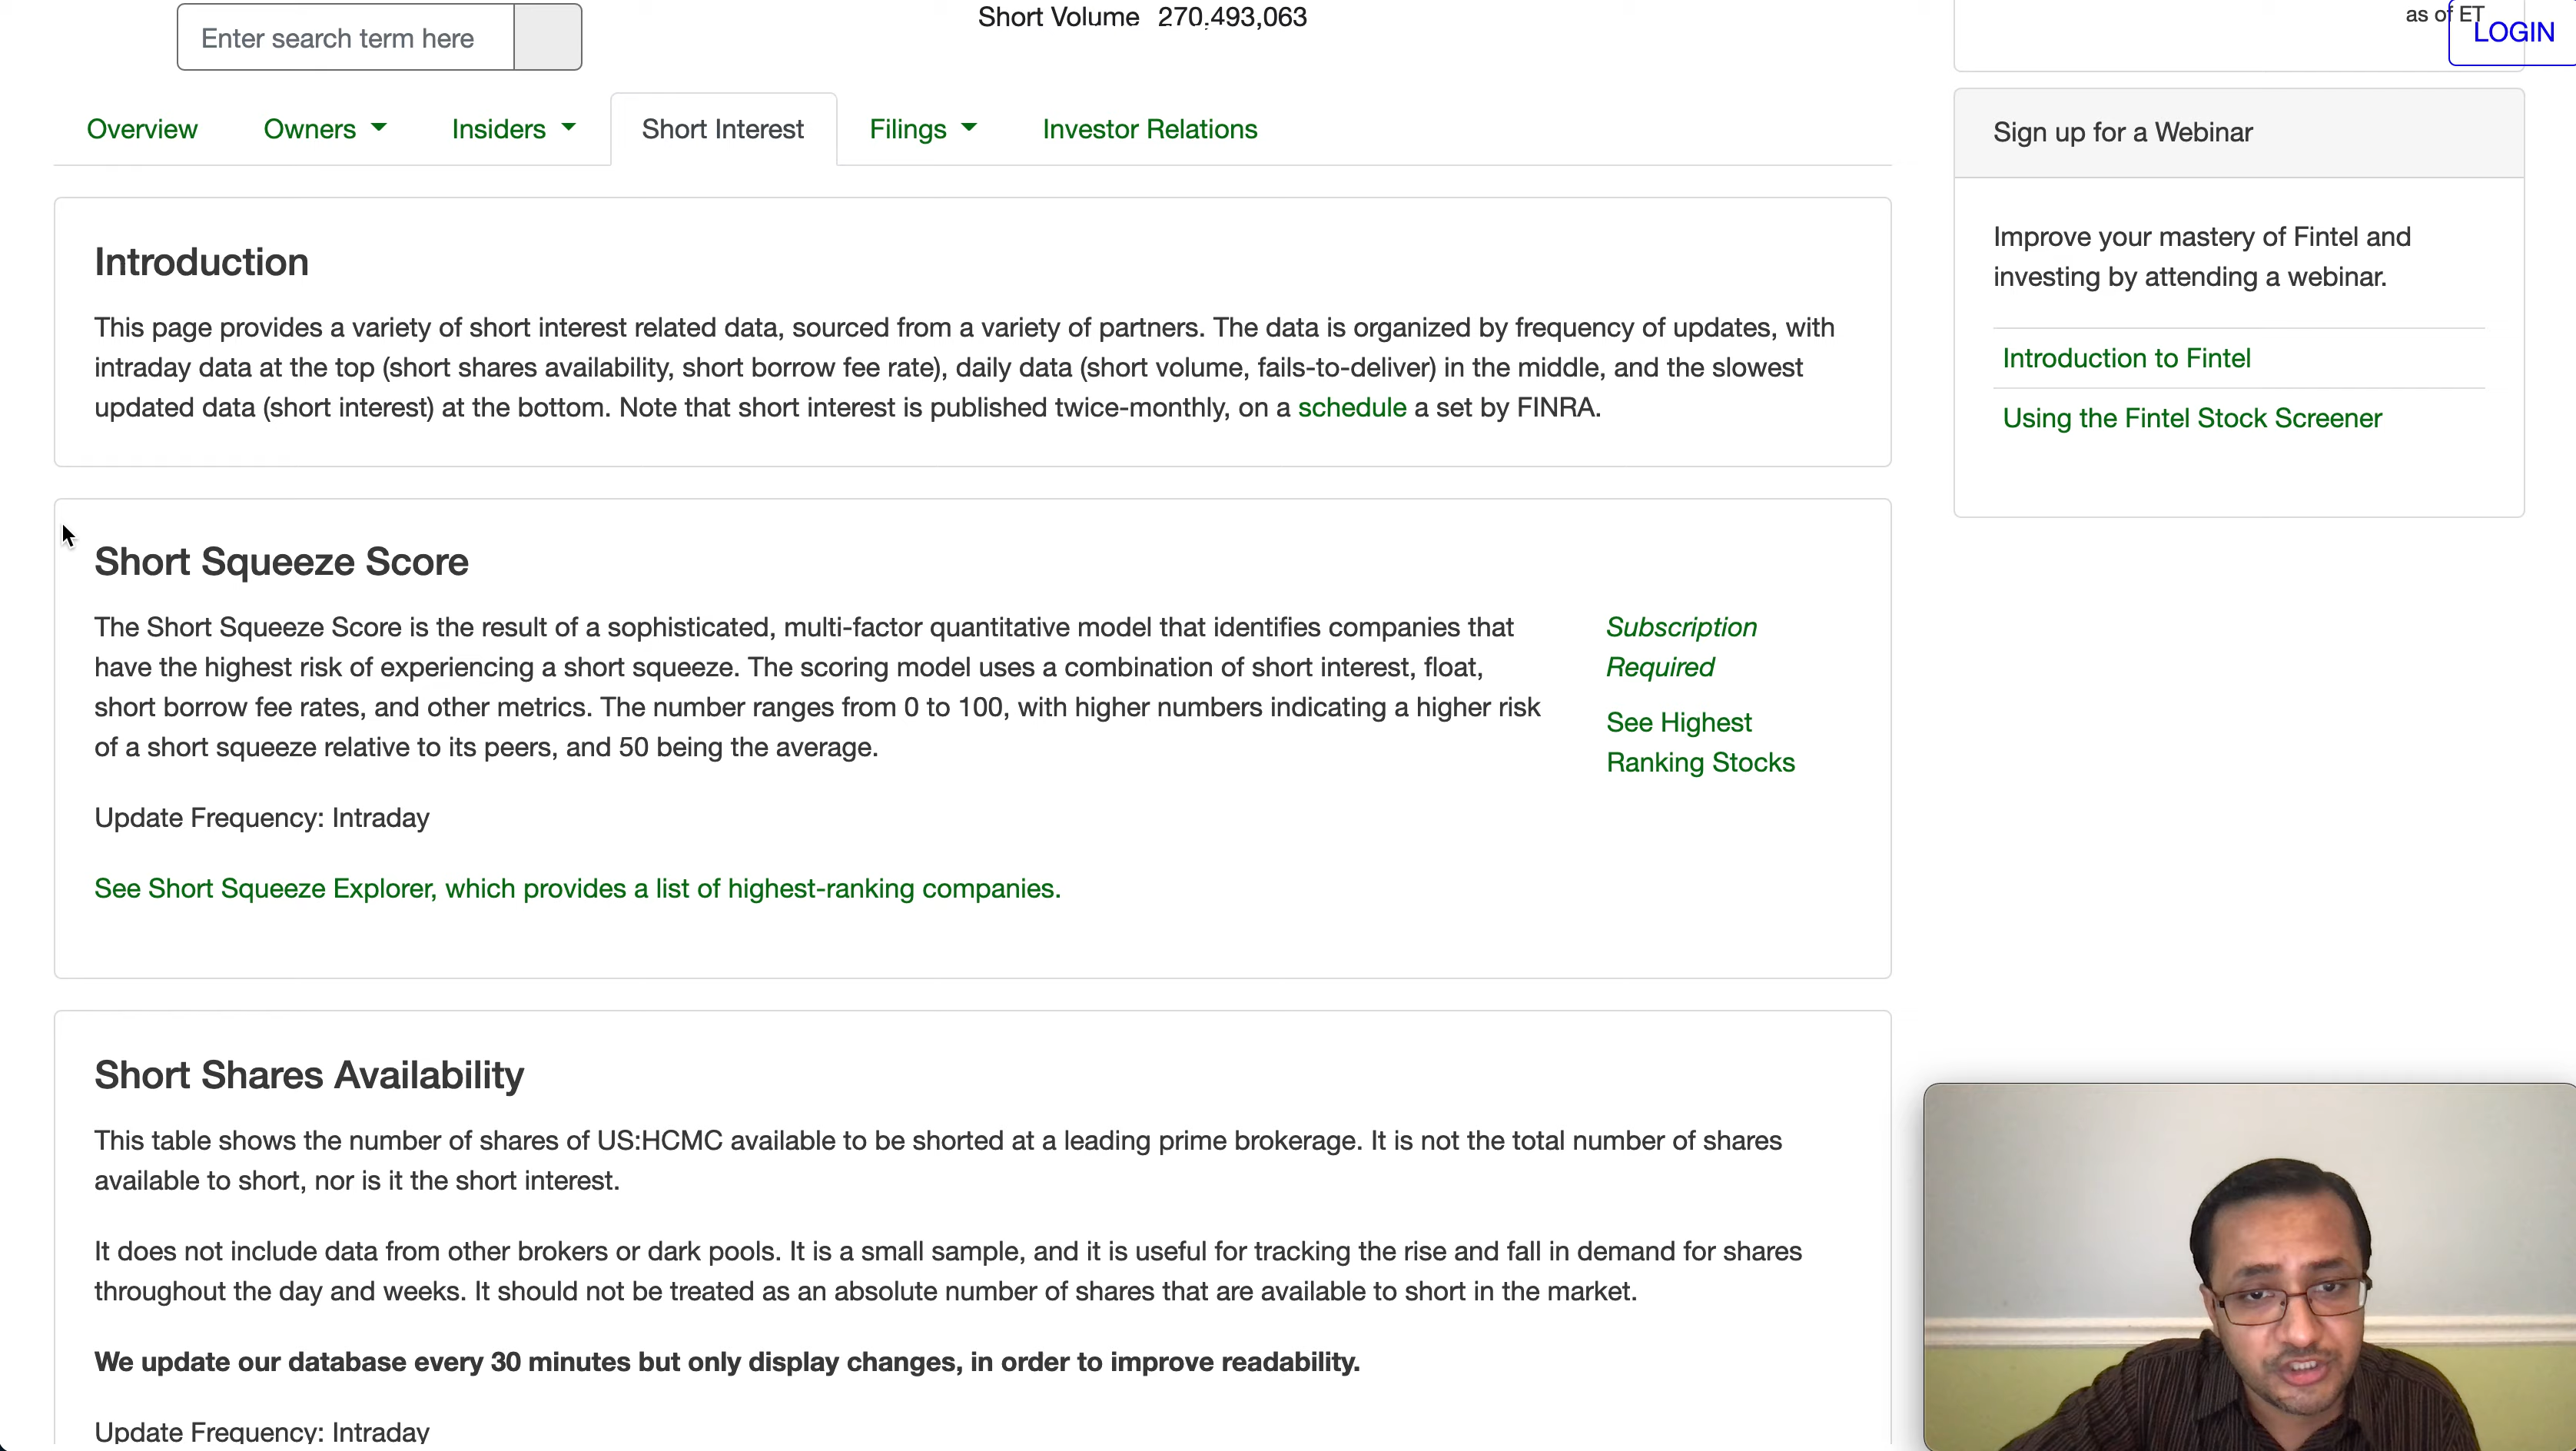 Enter search term here
Short Volume 270,493,063
as of ET
LOGIN
Overview Owners Insiders Short Interest Filings Investor Relations
Introduction
This page provides a variety of short interest related data, sourced from a variety of partners. The data is organized by frequency of updates, with
intraday data at the top (short shares availability, short borrow fee rate), daily data (short volume, fails-to-deliver) in the middle, and the slowest
updated data (short interest) at the bottom. Note that short interest is published twice-monthly, on a schedule a set by FINRA.
Short Squeeze Score
The Short Squeeze Score is the result of a sophisticated, multi-factor quantitative model that identifies companies that
have the highest risk of experiencing a short squeeze. The scoring model uses a combination of short interest, float,
short borrow fee rates, and other metrics. The number ranges from 0 to 100, with higher numbers indicating a higher risk
of a short squeeze relative to its peers, and 50 being the average.
Update Frequency: Intraday
See Short Squeeze Explorer, which provides a list of highest-ranking companies.
Subscription
Required
See Highest
Ranking Stocks
Short Shares Availability
This table shows the number of shares of US:HCMC available to be shorted at a leading prime brokerage. It is not the total number of shares
available to short, nor is it the short interest.
It does not include data from other brokers or dark pools. It is a small sample, and it is useful for tracking the rise and fall in demand for shares
throughout the day and weeks. It should not be treated as an absolute number of shares that are available to short in the market.
We update our database every 30 minutes but only display changes, in order to improve readability.
Update Frequency: Intraday
Sign up for a Webinar
Improve your mastery of Fintel and
investing by attending a webinar.
Introduction to Fintel
Using the Fintel Stock Screener